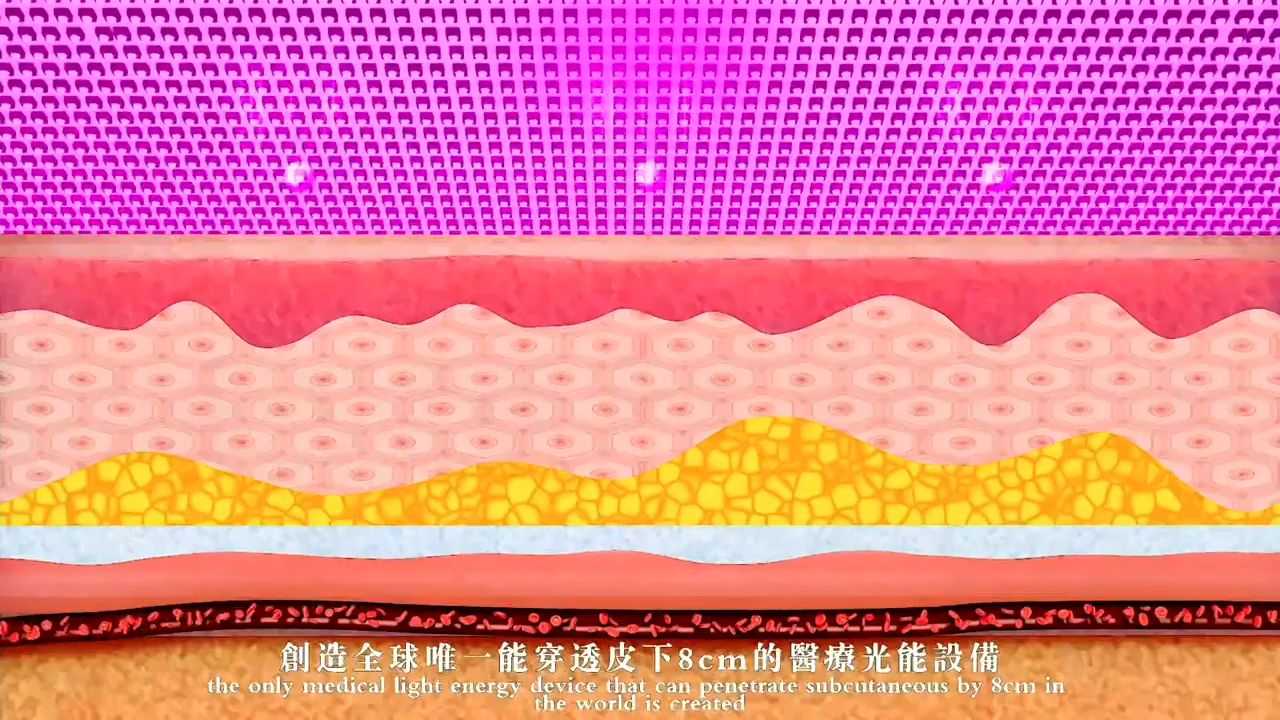 創造全球唯一能穿透皮下8cm的醫療光能設備
the only medical light energy device that can penetrate subcutaneous by 8cm in
the world is created